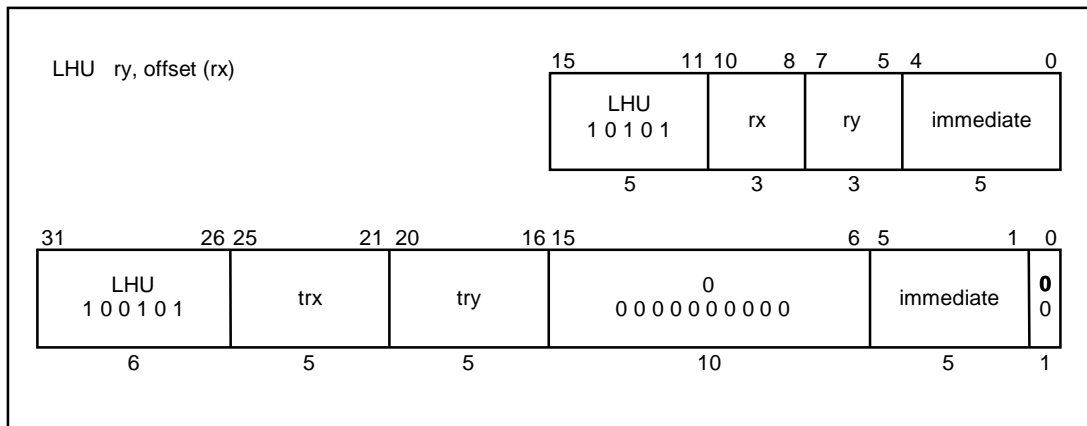 LHU ry, offset (rx)
15 11 10 8 7 5 4 0
LHU rx ry immediate
1 0 1 0 1
5 3 3 5
31 26 25 21 20 16 15 6 5 1 0
LHU trx try 0 immediate 0
1 0 0 1 0 1 0 0 0 0 0 0 0 0 0 0 0
6 5 5 10 5 1